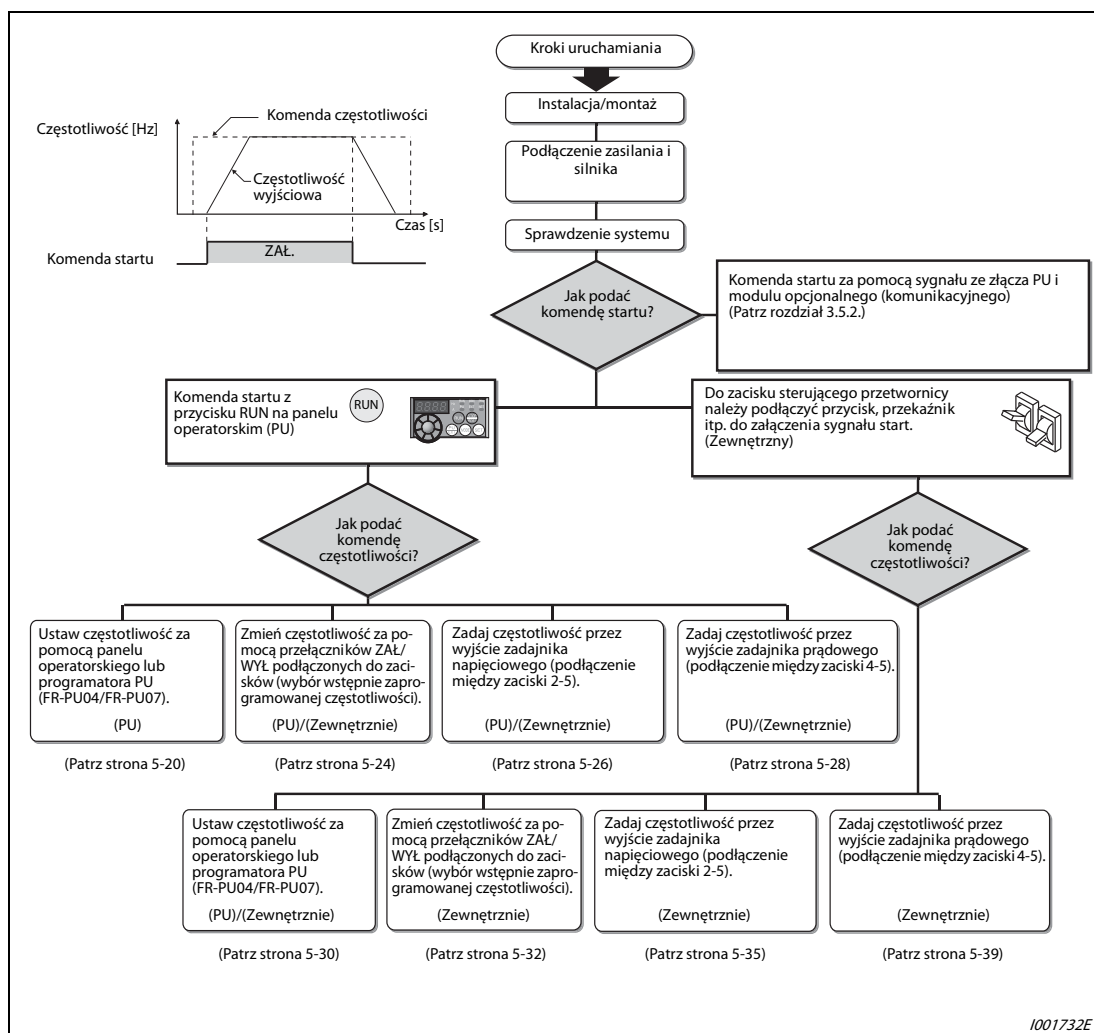 Kroki uruchamiania
Instalacja/montaż
Podłączenie zasilania i
silnika
Sprawdzenie systemu
Częstotliwość [Hz]
Komenda częstotliwości
Częstotliwość
wyjściowa
Czas [s]
Komenda startu
ZAŁ.
Jak podać
komendę startu?
Komenda startu za pomocą sygnału ze złącza PU i
modulu opcjonalnego (komunikacyjnego)
(Patrz rozdział 3.5.2.)
Komenda startu z
przycisku RUN na panelu
operatorskim (PU)
RUN
Do zacisku sterującego przetwornicy
należy podłączyć przycisk, przekaźnik
itp. do załączenia sygnału start.
(Zewnętrzny)
Jak podać
komendę
częstotliwości?
Jak podać
komendę
częstotliwości?
Ustaw częstotliwość za
pomocą panelu
operatorskiego lub
programatora PU
(FR-PU04/FR-PU07).
(PU)
(Patrz strona 5-20)
Zmień częstotliwość za po-
mocą przełączników ZAŁ/
WYŁ podłączonych do zaci-
sków (wybór wstępnie zapro-
gramowanej częstotliwości).
(PU)/(Zewnętrznie)
(Patrz strona 5-24)
Zadaj częstotliwość przez
wyjście zadajnika
napięciowego (podłączenie
między zaciski 2-5).
(PU)/(Zewnętrznie)
(Patrz strona 5-26)
Zadaj częstotliwość przez
wyjście zadajnika prądowego
(podłączenie między zaciski 4-5).
(PU)/(Zewnętrznie)
(Patrz strona 5-28)
Ustaw częstotliwość za
pomocą panelu
operatorskiego lub
programatora PU
(FR-PU04/FR-PU07).
(PU)/(Zewnętrznie)
(Patrz strona 5-30)
Zmień częstotliwość za po-
mocą przełączników ZAŁ/
WYŁ podłączonych do zaci-
sków (wybór wstępnie zapro-
gramowanej częstotliwości).
(Zewnętrznie)
(Patrz strona 5-32)
Zadaj częstotliwość przez
wyjście zadajnika
napięciowego (podłączenie
między zaciski 2-5).
(Zewnętrznie)
(Patrz strona 5-35)
Zadaj częstotliwość przez
wyjście zadajnika prądowego
(podłączenie między zaciski 4-5).
(Zewnętrznie)
(Patrz strona 5-39)
I001732E